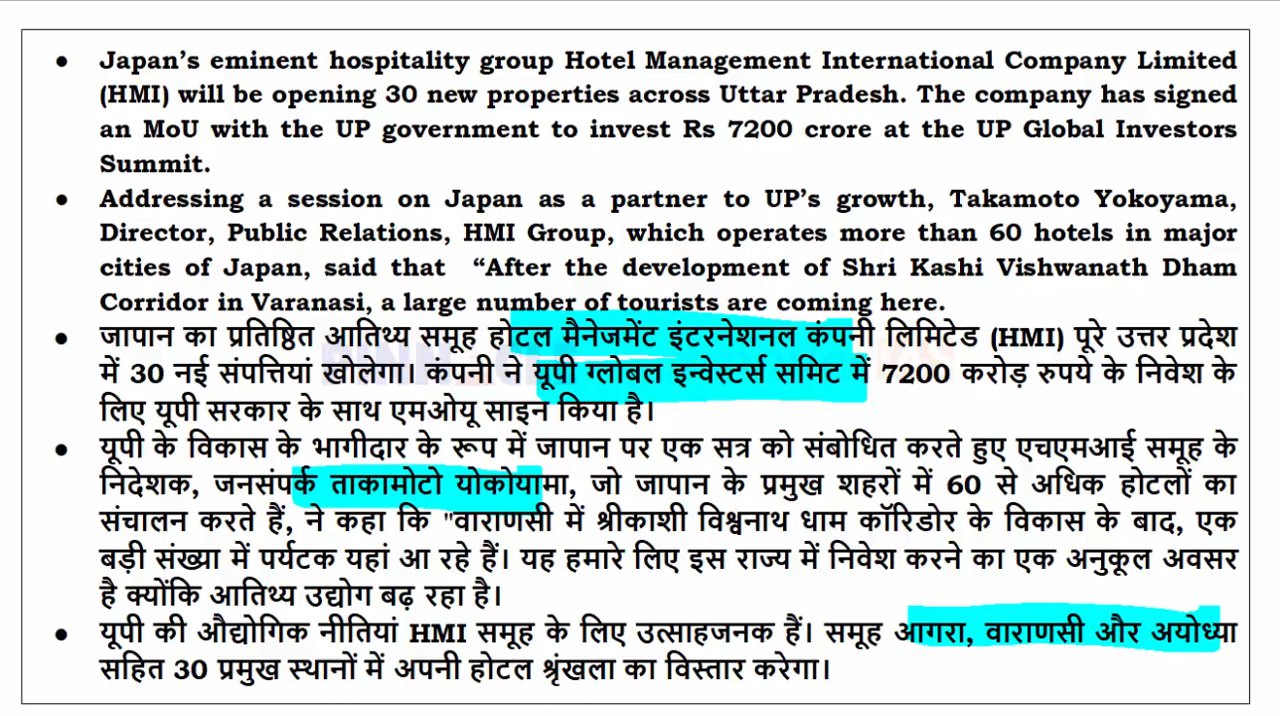 ● Japan’s eminent hospitality group Hotel Management International Company Limited
(HMI) will be opening 30 new properties across Uttar Pradesh. The company has signed
an MoU with the UP government to invest Rs 7200 crore at the UP Global Investors
Summit.
● Addressing a session on Japan as a partner to UP’s growth, Takamoto Yokoyama,
Director, Public Relations, HMI Group, which operates more than 60 hotels in major
cities of Japan, said that “After the development of Shri Kashi Vishwanath Dham
Corridor in Varanasi, a large number of tourists are coming here.
● जापान का प्रतिष्ठित आतिथ्य समूह होटल मैनेजमेंट इंटरनेशनल कंपनी लिमिटेड (HMI) पूरे उत्तर प्रदेश
में 30 नई संपत्तियां खोलेगा। कंपनी ने यूपी ग्लोबल इन्वेस्टर्स समिट में 7200 करोड़ रुपये के निवेश के
लिए यूपी सरकार के साथ एमओयू साइन किया है।
● यूपी के विकास के भागीदार के रूप में जापान पर एक सत्र को संबोधित करते हुए एचएमआई समूह के
निदेशक, जनसंपर्क ताकामोटो योकोयामा, जो जापान के प्रमुख शहरों में 60 से अधिक होटलों का
संचालन करते हैं, ने कहा कि "वाराणसी में श्रीकाशी विश्वनाथ धाम कॉरिडोर के विकास के बाद, एक
बड़ी संख्या में पर्यटक यहां आ रहे हैं। यह हमारे लिए इस राज्य में निवेश करने का एक अनुकूल अवसर
है क्योंकि आतिथ्य उद्योग बढ़ रहा है।
● यूपी की औद्योगिक नीतियां HMI समूह के लिए उत्साहजनक हैं। समूह आगरा, वाराणसी और अयोध्या
सहित 30 प्रमुख स्थानों में अपनी होटल श्रृंखला का विस्तार करेगा।